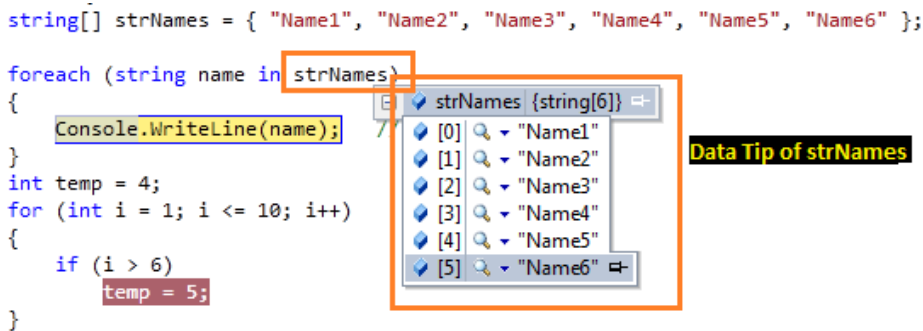 string[] strNames = { "Name1", "Name2", "Name3", "Name4", "Name5", "Name6" };
foreach (string name in strNames)
{
strNames {string[6]}
Console.WriteLine(name); //
[0] "Name1"
[1] "Name2"
[2] "Name3"
[3] "Name4"
[4] "Name5"
[5] "Name6"
Data Tip of strNames
}
int temp = 4;
for (int i = 1; i <= 10; i++)
{
if (i > 6)
temp = 5;
}